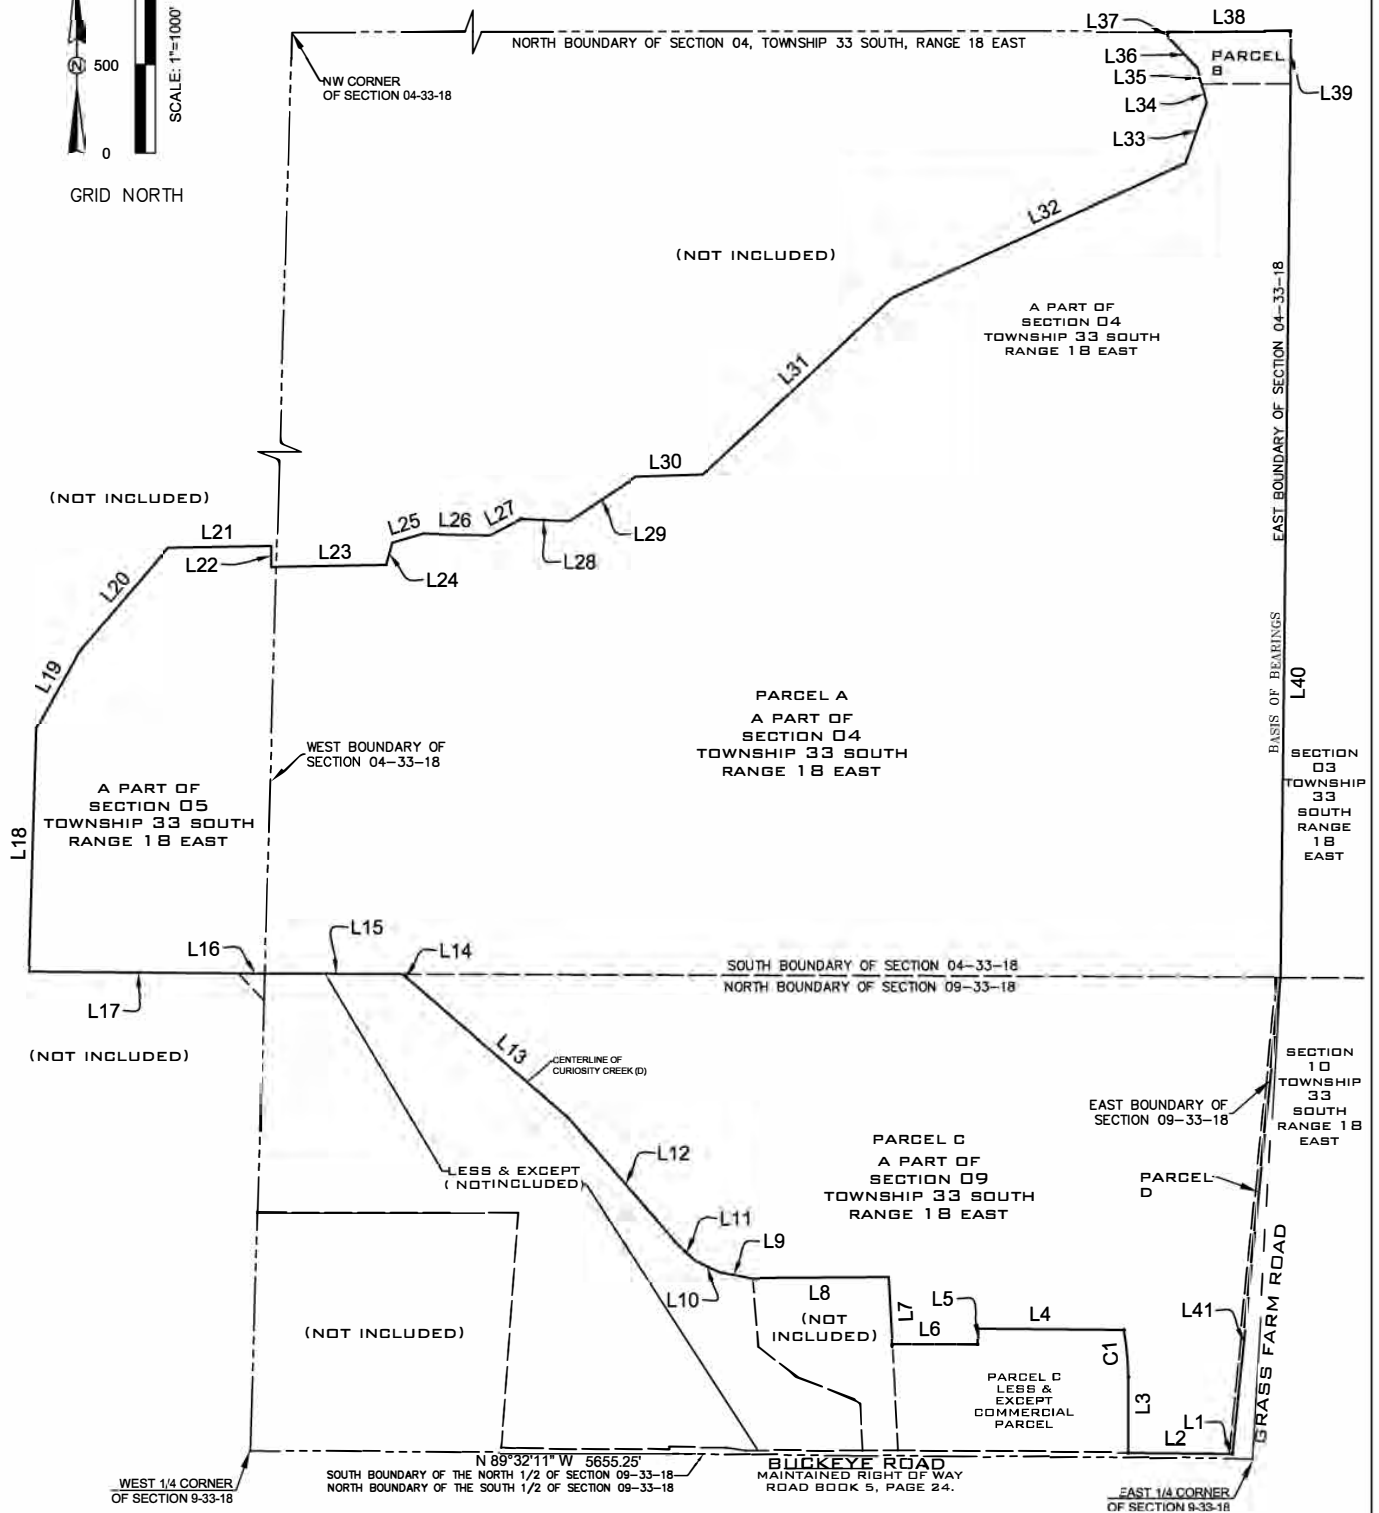 500
0
SCALE: 1"=1000'
GRID NORTH
NW CORNER
OF SECTION 04-33-18
NORTH BOUNDARY OF SECTION 04, TOWNSHIP 33 SOUTH, RANGE 18 EAST
L37
L38
L36
PARCEL
B
L35
L39
L34
L33
L32
(NOT INCLUDED)
A PART OF
SECTION 04
TOWNSHIP 33 SOUTH
RANGE 18 EAST
EAST BOUNDARY OF SECTION 04-33-18
L31
L30
(NOT INCLUDED)
L21
L22
L23
L24
L25
L26
L27
L28
L29
L20
L19
L18
BASIS OF BEARINGS
L40
PARCEL A
A PART OF
SECTION 04
TOWNSHIP 33 SOUTH
RANGE 18 EAST
WEST BOUNDARY OF
SECTION 04-33-18
A PART OF
SECTION 05
TOWNSHIP 33 SOUTH
RANGE 18 EAST
SECTION
03
TOWNSHIP
33
SOUTH
RANGE
18
EAST
L16
L15
L14
SOUTH BOUNDARY OF SECTION 04-33-18
NORTH BOUNDARY OF SECTION 09-33-18
L17
(NOT INCLUDED)
L13
CENTERLINE OF
CURIOSITY CREEK (D)
SECTION
10
TOWNSHIP
33
SOUTH
RANGE 18
EAST
EAST BOUNDARY OF
SECTION 09-33-18
L12
LESS & EXCEPT
( NOTINCLUDED)
PARCEL C
A PART OF
SECTION 09
TOWNSHIP 33 SOUTH
RANGE 18 EAST
PARCEL
D
L11
L9
L10
L8
(NOT
INCLUDED)
L7
L5
L6
L4
C1
L3
L41
GRASS FARM ROAD
(NOT INCLUDED)
PARCEL C
LESS &
EXCEPT
COMMERCIAL
PARCEL
L1
L2
N 89°32'11" W 5655.25'
SOUTH BOUNDARY OF THE NORTH 1/2 OF SECTION 09-33-18
NORTH BOUNDARY OF THE SOUTH 1/2 OF SECTION 09-33-18
BUCKEYE ROAD
MAINTAINED RIGHT OF WAY
ROAD BOOK 5, PAGE 24.
WEST 1/4 CORNER
OF SECTION 9-33-18
EAST 1/4 CORNER
OF SECTION 9-33-18